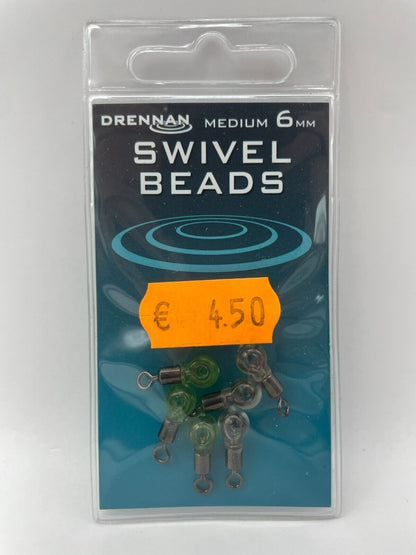 DRENNAN MEDIUM 6MM
SWIVEL
BEADS
€ 4.50